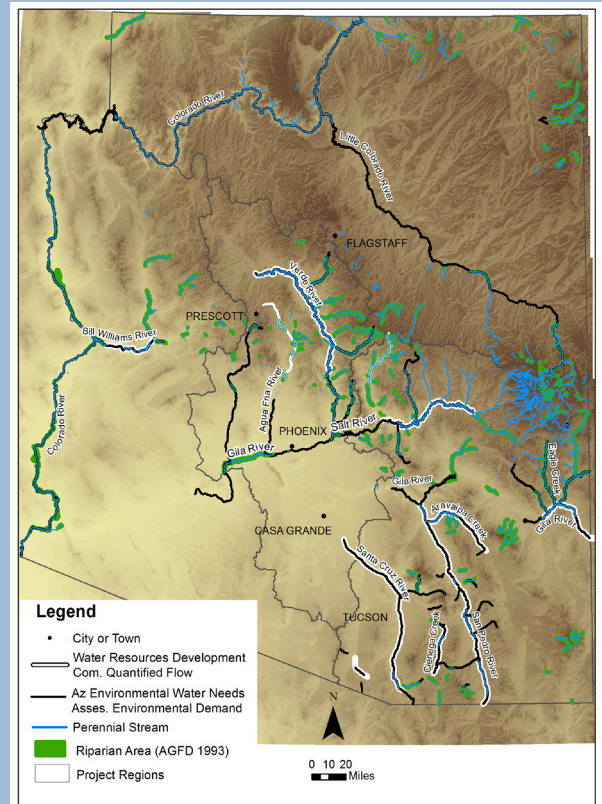 Colorado River
Little Colorado River
FLAGSTAFF
Verde River
PRESCOTT
Bill Williams River
Agua Fria River
Colorado River
PHOENIX
Salt River
Gila River
Eagle Creek
Gila River
Gila River
Aravaipa Creek
CASA GRANDE
Santa Cruz River
TUCSON
Cienega Creek
San Pedro River
Legend
City or Town
Water Resources Development
Com. Quantified Flow
Az Environmental Water Needs
Asses. Environmental Demand
Perennial Stream
Riparian Area (AGFD 1993)
Project Regions
N
0 10 20
Miles